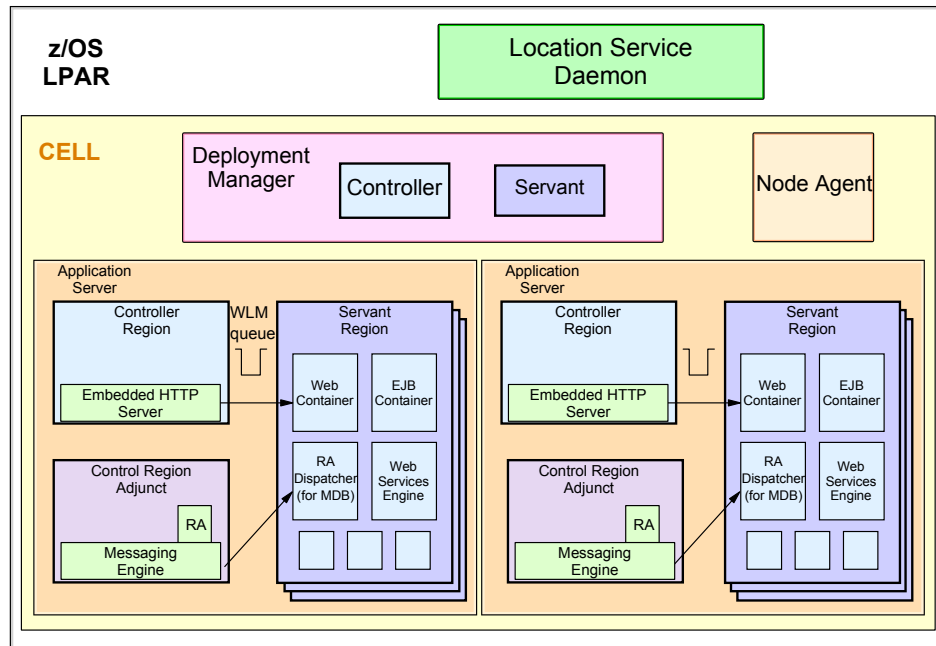 z/OS
LPAR
Location Service
Daemon
CELL
Deployment
Manager
Controller
Servant
Node Agent
Application
Server
Controller
Region
WLM
queue
Servant
Region
Embedded HTTP
Server
Web
Container
EJB
Container
Control Region
Adjunct
RA
Messaging
Engine
RA
Dispatcher
(for MDB)
Web
Services
Engine
Application
Server
Controller
Region
Servant
Region
Embedded HTTP
Server
Web
Container
EJB
Container
Control Region
Adjunct
RA
Messaging
Engine
RA
Dispatcher
(for MDB)
Web
Services
Engine